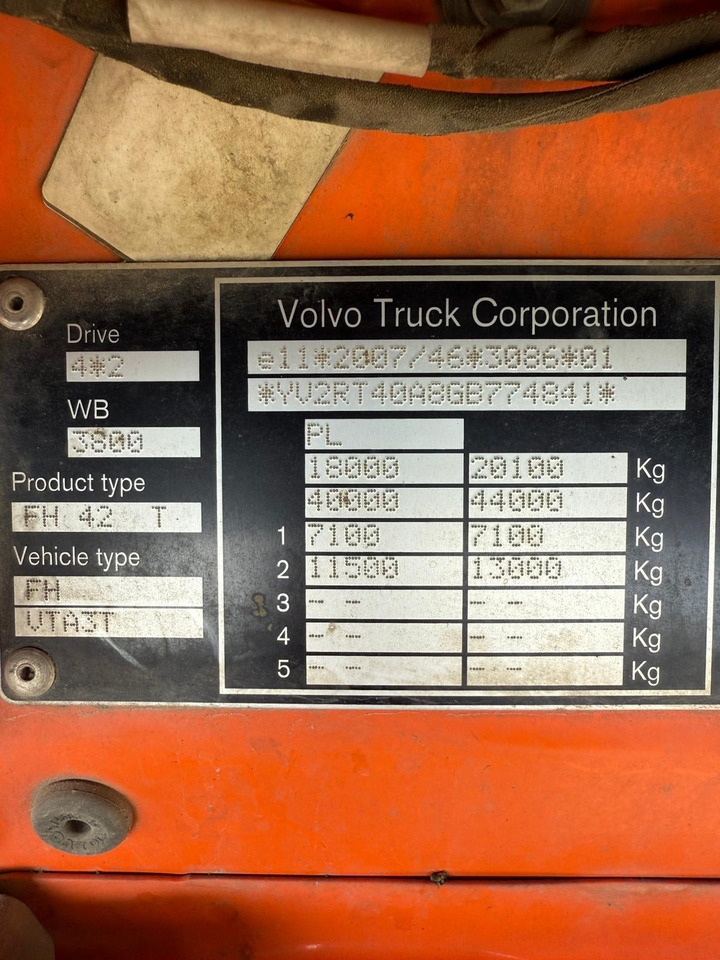 Volvo Truck Corporation
Drive
4*2
WB
3800
Product type
FH 42 T
Vehicle type
FH
VTA3T
e11*2007/46*3066*01
*YV2RT40A8GB774841*
PL
18000 20100 Kg
40000 44000 Kg
1 7100 7100 Kg
2 11500 13000 Kg
3 -- -- -- -- Kg
4 -- -- -- -- Kg
5 -- -- -- -- Kg